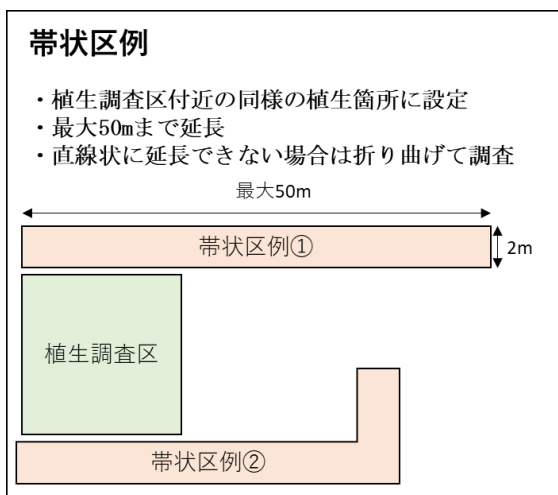 帯状区例
・植生調査区付近の同様の植生箇所に設定
・最大50mまで延長
・直線状に延長できない場合は折り曲げて調査
最大50m
帯状区例①
2m
植生調査区
帯状区例②